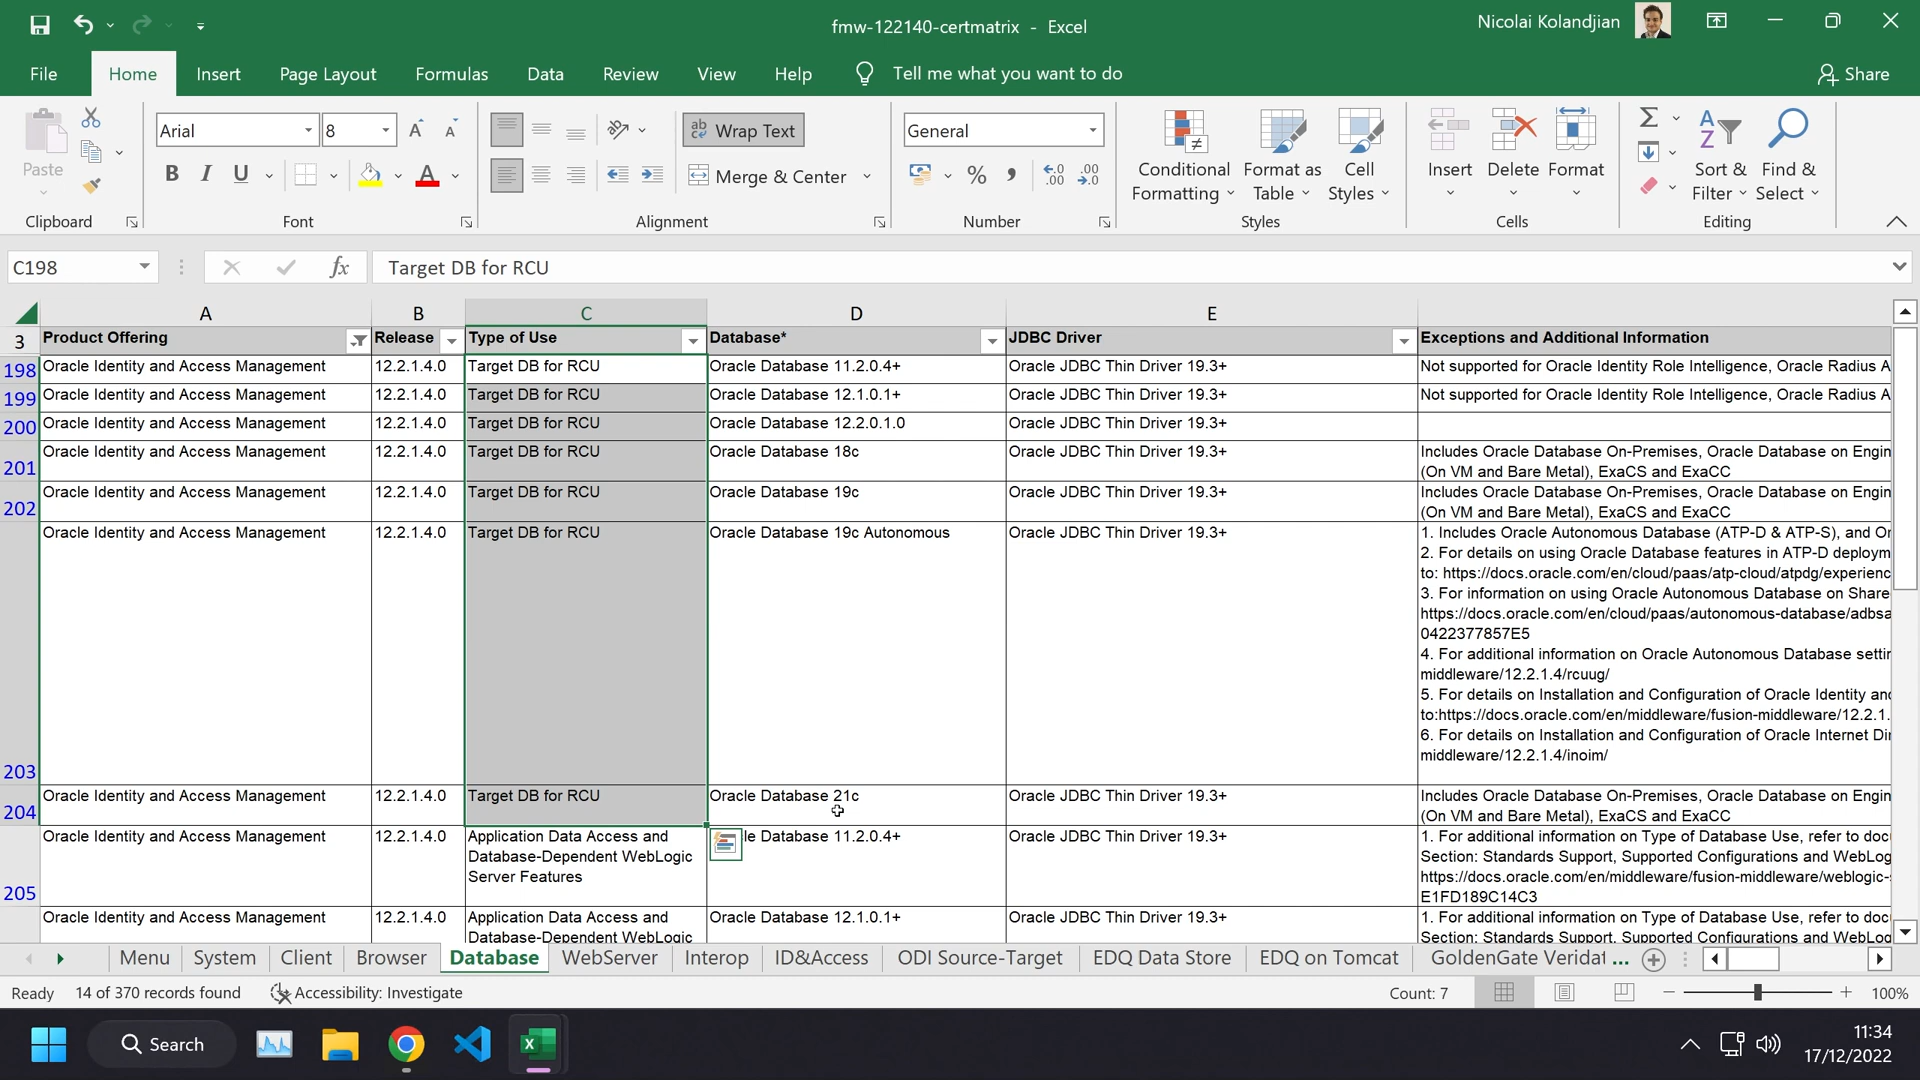 fmw-122140-certmatrix - Excel
Nicolai Kolandjian
File Home Insert Page Layout Formulas Data Review View Help Tell me what you want to do Share
Paste
Clipboard
Arial 8
B I U A
Font
Wrap Text
Merge & Center
Alignment
General
% ,
Number
Conditional Formatting
Format as Table
Cell Styles
Styles
Insert Delete Format
Cells
Sort & Filter
Find & Select
Editing
C198 fx Target DB for RCU
A B C D E
3 Product Offering Release Type of Use Database* JDBC Driver Exceptions and Additional Information
198 Oracle Identity and Access Management 12.2.1.4.0 Target DB for RCU Oracle Database 11.2.0.4+ Oracle JDBC Thin Driver 19.3+ Not supported for Oracle Identity Role Intelligence, Oracle Radius A
199 Oracle Identity and Access Management 12.2.1.4.0 Target DB for RCU Oracle Database 12.1.0.1+ Oracle JDBC Thin Driver 19.3+ Not supported for Oracle Identity Role Intelligence, Oracle Radius A
200 Oracle Identity and Access Management 12.2.1.4.0 Target DB for RCU Oracle Database 12.2.0.1.0 Oracle JDBC Thin Driver 19.3+
201 Oracle Identity and Access Management 12.2.1.4.0 Target DB for RCU Oracle Database 18c Oracle JDBC Thin Driver 19.3+ Includes Oracle Database On-Premises, Oracle Database on Engin
(On VM and Bare Metal), ExaCS and ExaCC
202 Oracle Identity and Access Management 12.2.1.4.0 Target DB for RCU Oracle Database 19c Oracle JDBC Thin Driver 19.3+ Includes Oracle Database On-Premises, Oracle Database on Engin
(On VM and Bare Metal), ExaCS and ExaCC
203 Oracle Identity and Access Management 12.2.1.4.0 Target DB for RCU Oracle Database 19c Autonomous Oracle JDBC Thin Driver 19.3+ 1. Includes Oracle Autonomous Database (ATP-D & ATP-S), and Or
2. For details on using Oracle Database features in ATP-D deploym
to: https://docs.oracle.com/en/cloud/paas/atp-cloud/atpdg/experienc
3. For information on using Oracle Autonomous Database on Share
https://docs.oracle.com/en/cloud/paas/autonomous-database/adbsa
0422377857E5
4. For additional information on Oracle Autonomous Database settir
middleware/12.2.1.4/rcuug/
5. For details on Installation and Configuration of Oracle Identity and
to:https://docs.oracle.com/en/middleware/fusion-middleware/12.2.1.
6. For details on Installation and Configuration of Oracle Internet Dir
middleware/12.2.1.4/inoim/
204 Oracle Identity and Access Management 12.2.1.4.0 Target DB for RCU Oracle Database 21c Oracle JDBC Thin Driver 19.3+ Includes Oracle Database On-Premises, Oracle Database on Engin
(On VM and Bare Metal), ExaCS and ExaCC
205 Oracle Identity and Access Management 12.2.1.4.0 Application Data Access and le Database 11.2.0.4+ Oracle JDBC Thin Driver 19.3+ 1. For additional information on Type of Database Use, refer to doc
Database-Dependent WebLogic Section: Standards Support, Supported Configurations and WebLog
Server Features https://docs.oracle.com/en/middleware/fusion-middleware/weblogic-
E1FD189C14C3
Oracle Identity and Access Management 12.2.1.4.0 Application Data Access and Oracle Database 12.1.0.1+ Oracle JDBC Thin Driver 19.3+ 1. For additional information on Type of Database Use, refer to doc
Database-Dependent WebLogic Section: Standards Support, Supported Configurations and WebLog
Menu System Client Browser Database WebServer Interop ID&Access ODI Source-Target EDQ Data Store EDQ on Tomcat GoldenGate Veridat ...
Ready 14 of 370 records found Accessibility: Investigate Count: 7 100%
Search
11:34
17/12/2022